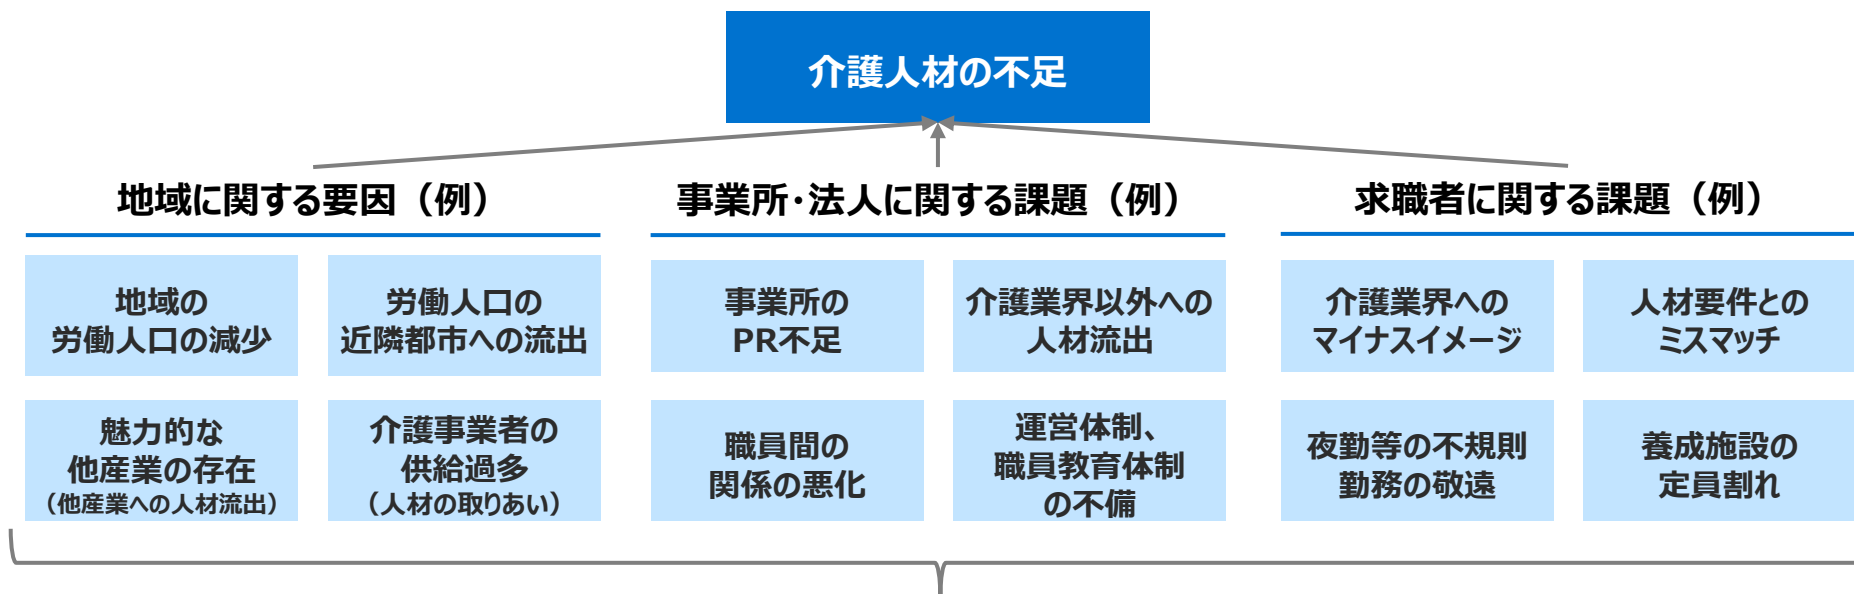 介護人材の不足
地域に関する要因（例）
事業所・法人に関する課題（例）
求職者に関する課題（例）
地域の
労働人口の減少
労働人口の
近隣都市への流出
事業所の
PR不足
介護業界以外への
人材流出
介護業界への
マイナスイメージ
人材要件との
ミスマッチ
魅力的な
他産業の存在
（他産業への人材流出）
介護事業者の
供給過多
（人材の取りあい）
職員間の
関係の悪化
運営体制、
職員教育体制
の不備
夜勤等の不規則
勤務の敬遠
養成施設の
定員割れ